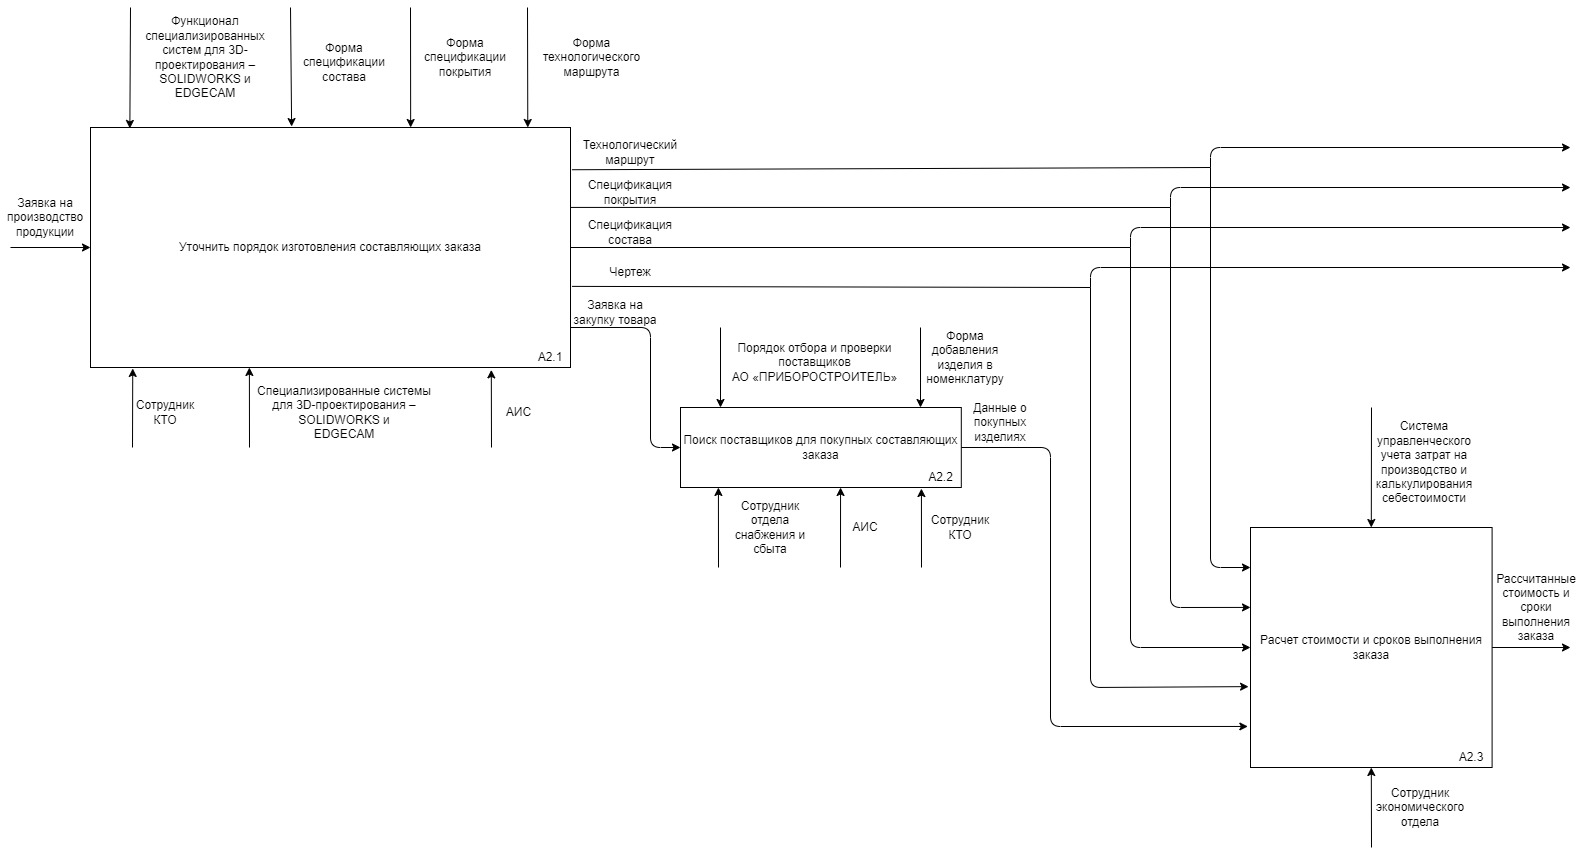 Функционал
специализированных
систем для 3D-
проектирования –
SOLIDWORKS и
EDGECAM
Форма
спецификации
состава
Форма
спецификации
покрытия
Форма
технологического
маршрута
Заявка на
производство
продукции
Уточнить порядок изготовления составляющих заказа
A2.1
Технологический
маршрут
Спецификация
покрытия
Спецификация
состава
Чертеж
Заявка на
закупку товара
Сотрудник
КТО
Специализированные системы
для 3D-проектирования –
SOLIDWORKS и
EDGECAM
АИС
Порядок отбора и проверки
поставщиков
АО «ПРИБОРОСТРОИТЕЛЬ»
Форма
добавления
изделия в
номенклатуру
Поиск поставщиков для покупных составляющих
заказа
A2.2
Данные о
покупных
изделиях
Сотрудник
отдела
снабжения и
сбыта
АИС
Сотрудник
КТО
Система
управленческого
учета затрат на
производство и
калькулирования
себестоимости
Расчет стоимости и сроков выполнения
заказа
A2.3
Рассчитанные
стоимость и
сроки
выполнения
заказа
Сотрудник
экономического
отдела